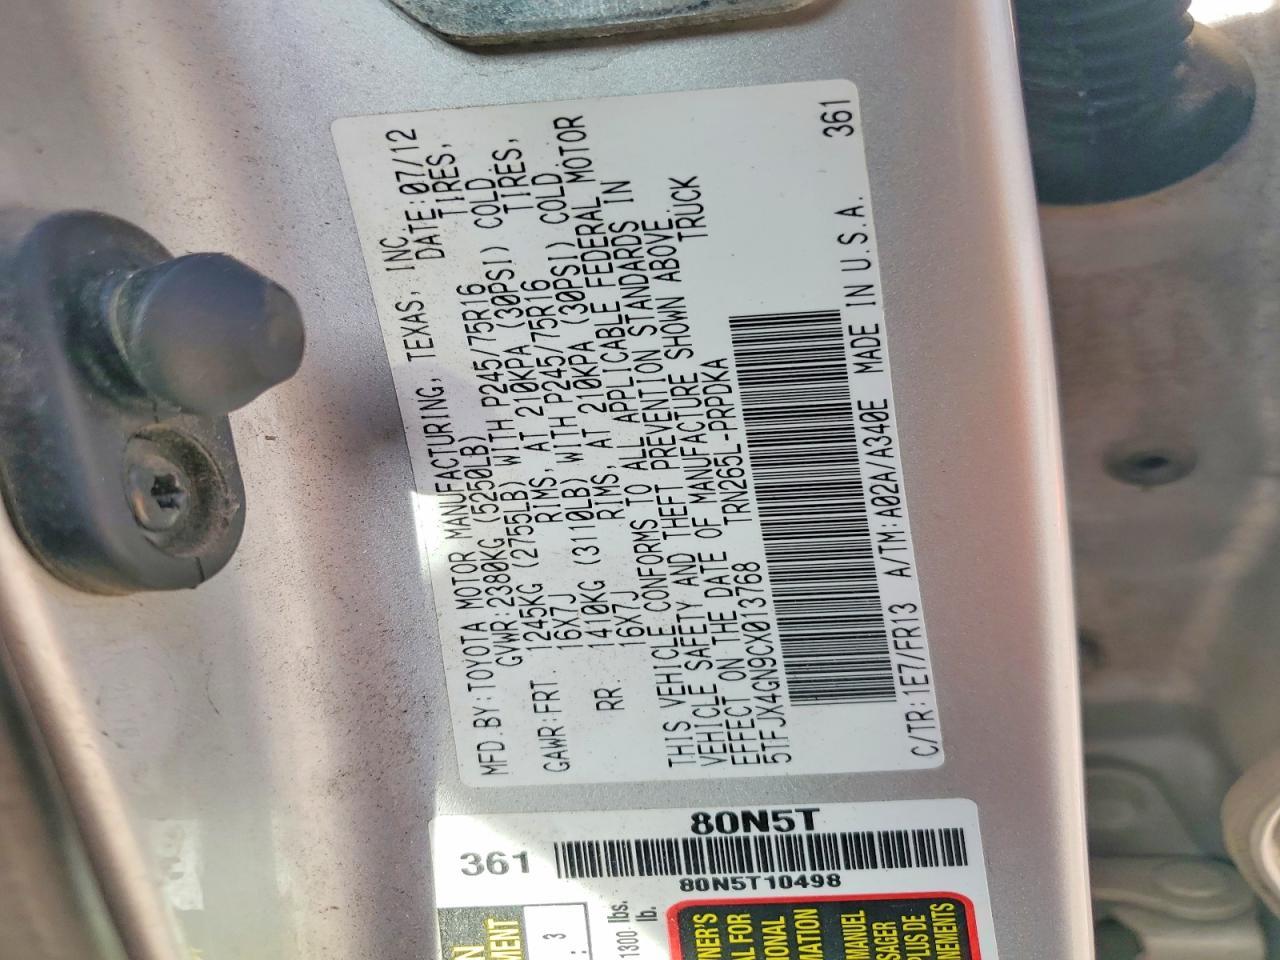 MFD.BY:TOYOTA MOTOR MANUFACTURING, TEXAS, INC.
GVWR:2380KG (5250LB) DATE:07/12
GAWR:FRT. 1245KG (2755LB) WITH P245/75R16 TIRES,
16X7J RIMS, AT 210KPA (30PSI) COLD
RR. 1410KG (3110LB) WITH P245/75R16 TIRES,
16X7J RIMS, AT 210KPA (30PSI) COLD
THIS VEHICLE CONFORMS TO ALL APPLICABLE FEDERAL MOTOR
VEHICLE SAFETY AND THEFT PREVENTION STANDARDS IN
EFFECT ON THE DATE OF MANUFACTURE SHOWN ABOVE.
5TFJX4GN9CX013768 TRN265L-PRPDKA TRUCK
C/TR:1E7/FR13 A/TM:A02A/A340E MADE IN U.S.A. 361
80N5T
361
80N5T10498
3
1300 lbs.
lb.